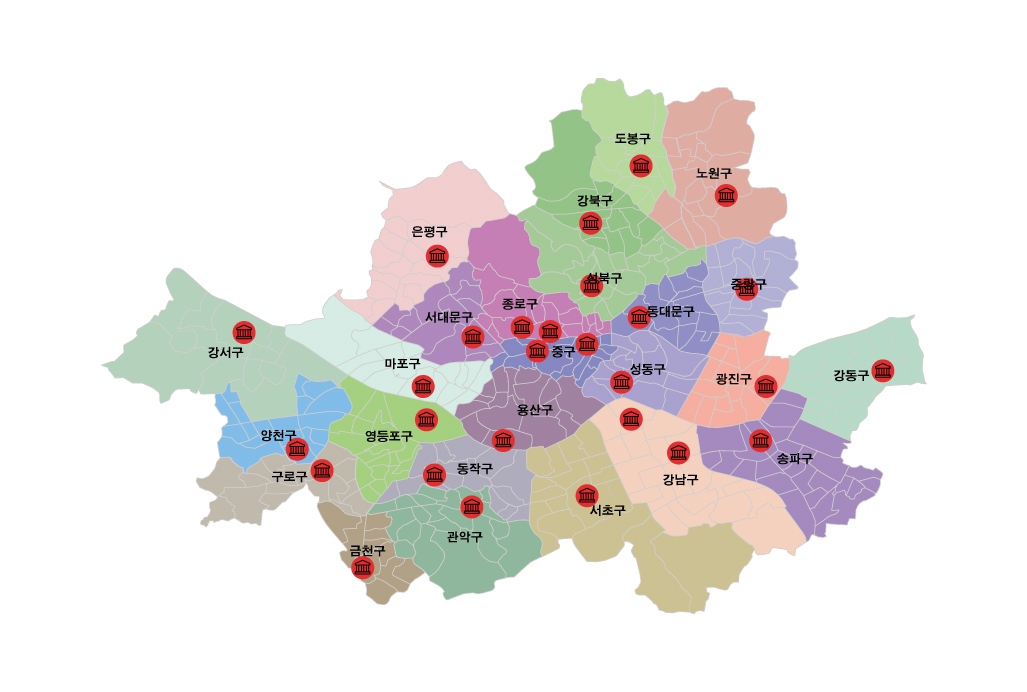 도봉구
노원구
강북구
은평구
성북구
중랑구
종로구
동대문구
서대문구
강서구
중구
마포구
성동구
광진구
강동구
용산구
양천구
영등포구
송파구
동작구
구로구
강남구
서초구
관악구
금천구